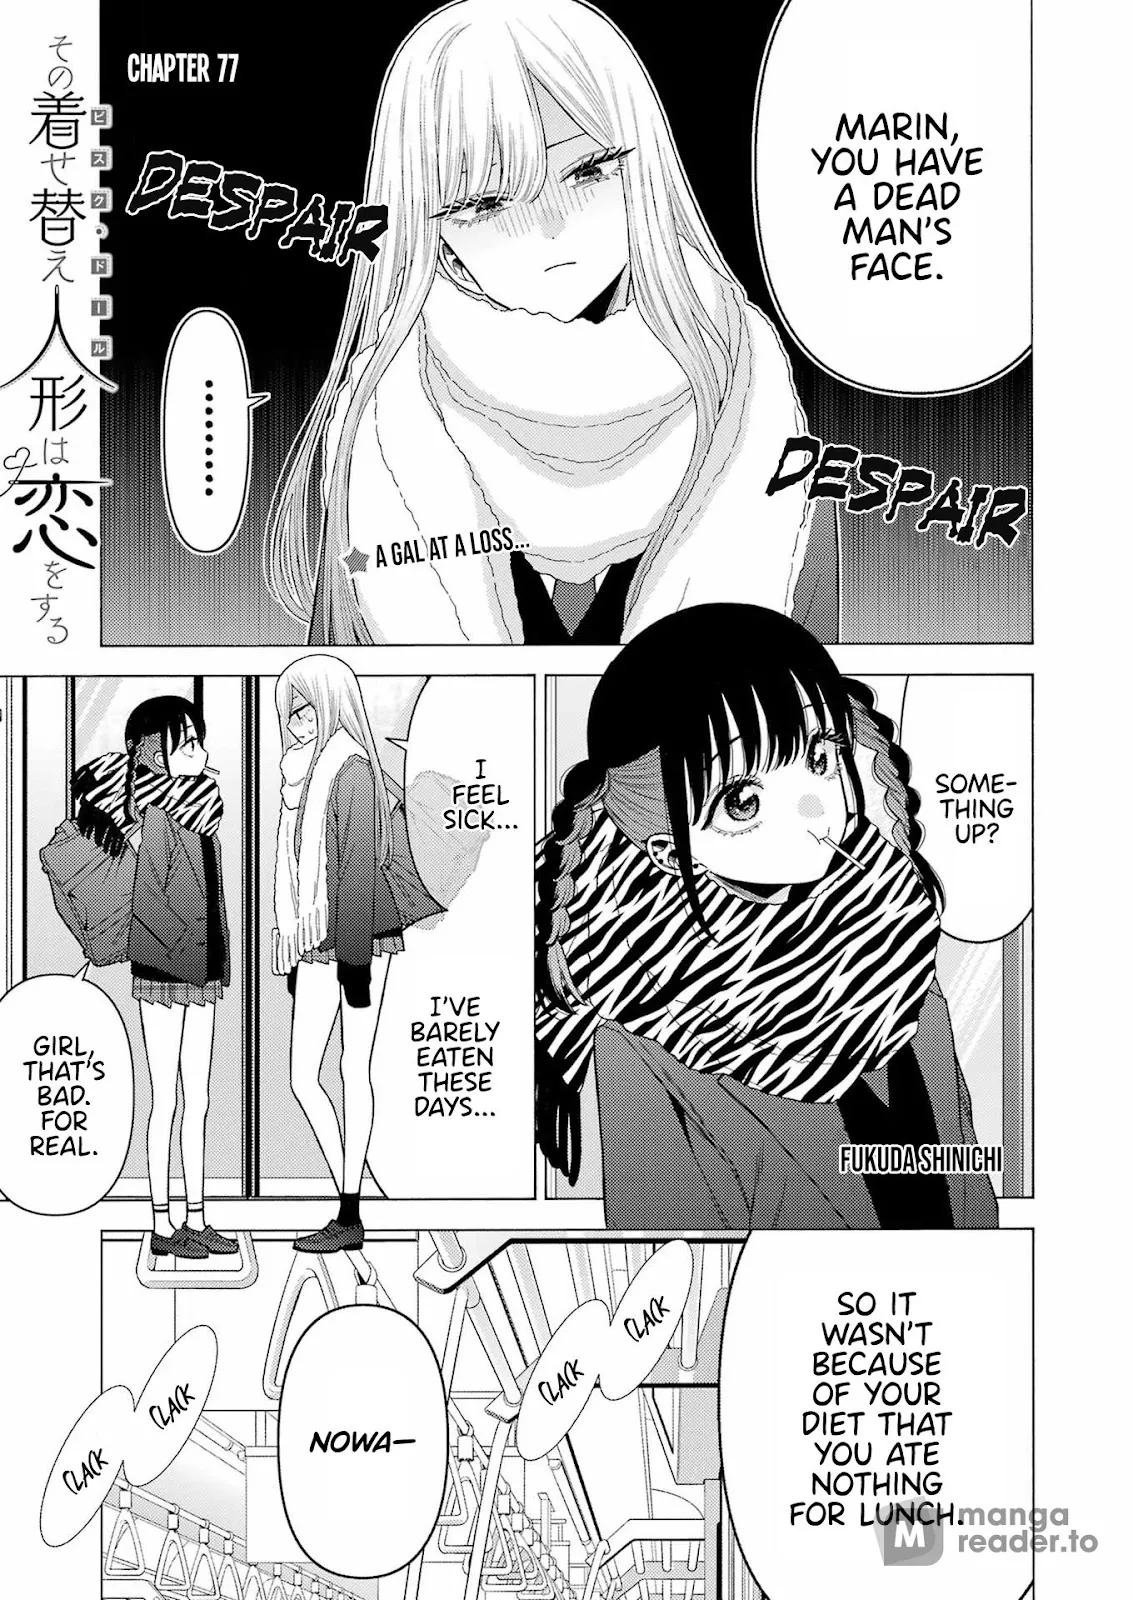 CHAPTER 77
その着せ替え人形は恋をする
ビスク・ドール
MARIN,
YOU HAVE
A DEAD
MAN'S
FACE.
DESPAIR
.........
DESPAIR
A GAL AT A LOSS...
SOME-
THING
UP?
FUKUDA SHINICHI
I
FEEL
SICK...
I'VE
BARELY
EATEN
THESE
DAYS...
GIRL,
THAT'S
BAD.
FOR
REAL.
SO IT
WASN'T
BECAUSE
OF YOUR
DIET THAT
YOU ATE
NOTHING
FOR LUNCH.
CLACK
CLACK
NOWA—
CLACK
CLACK
M manga
reader.to